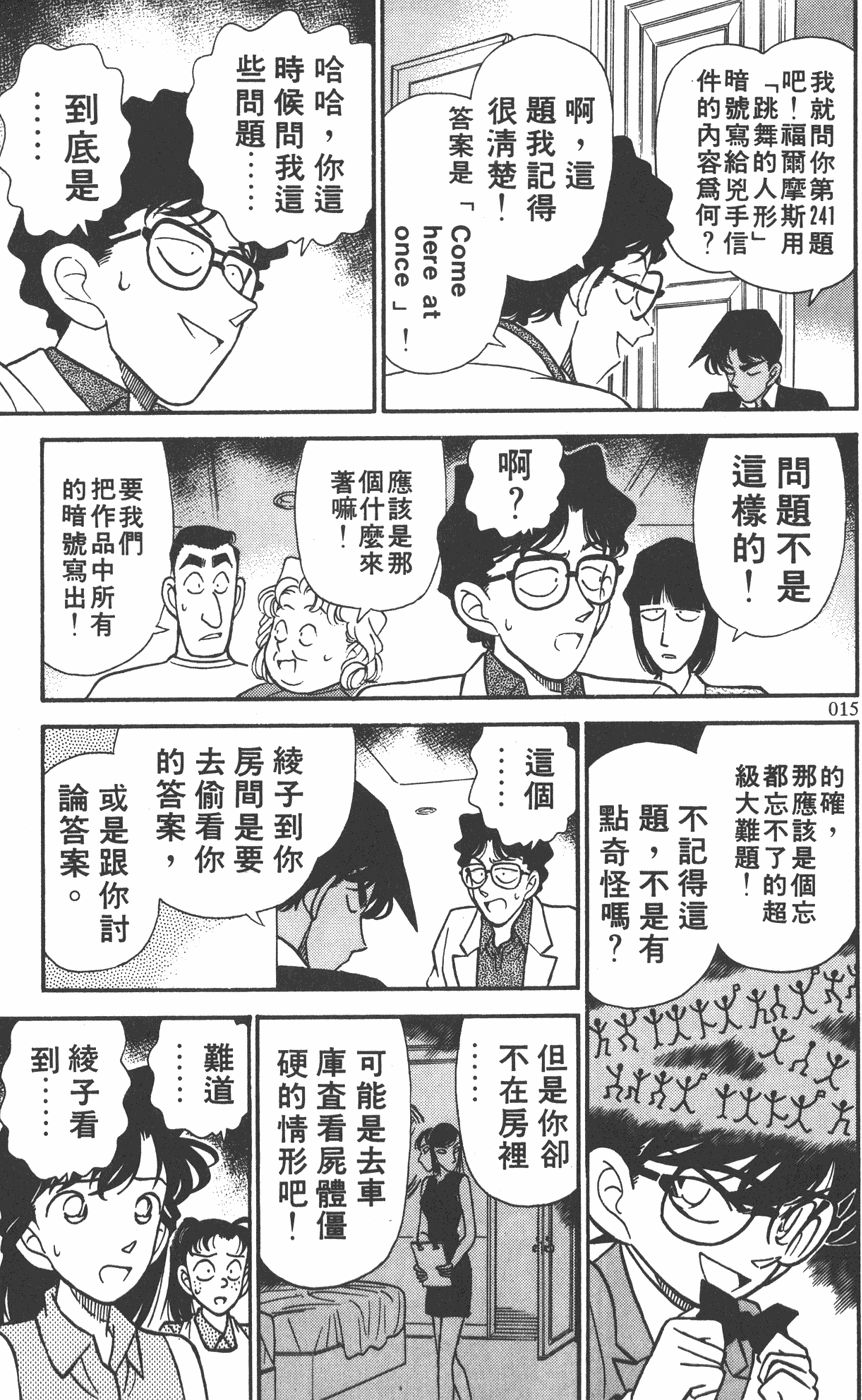 我就問你第241題
吧！福爾摩斯用
「跳舞的人形」
暗號寫給兇手信
件的內容爲何？
啊，這
題我記得
很清楚！
答案是「Come
here at
once」！
哈哈，你這
時候問我這
些問題……
到底是
……
問題不是
這樣的！
啊？
應該是那
個什麼來
著嘛！
要我們
把作品中所有
的暗號寫出！
015
的確，
那應該是個忘
都忘不了的超
級大難題！
不記得這
題，不是有
點奇怪嗎？
這個
……
綾子到你
房間是要
去偷看你
的答案，
或是跟你討
論答案。
但是你卻
不在房裡
……
可能是去車
庫查看屍體僵
硬的情形吧！
難道
……
綾子看
到……